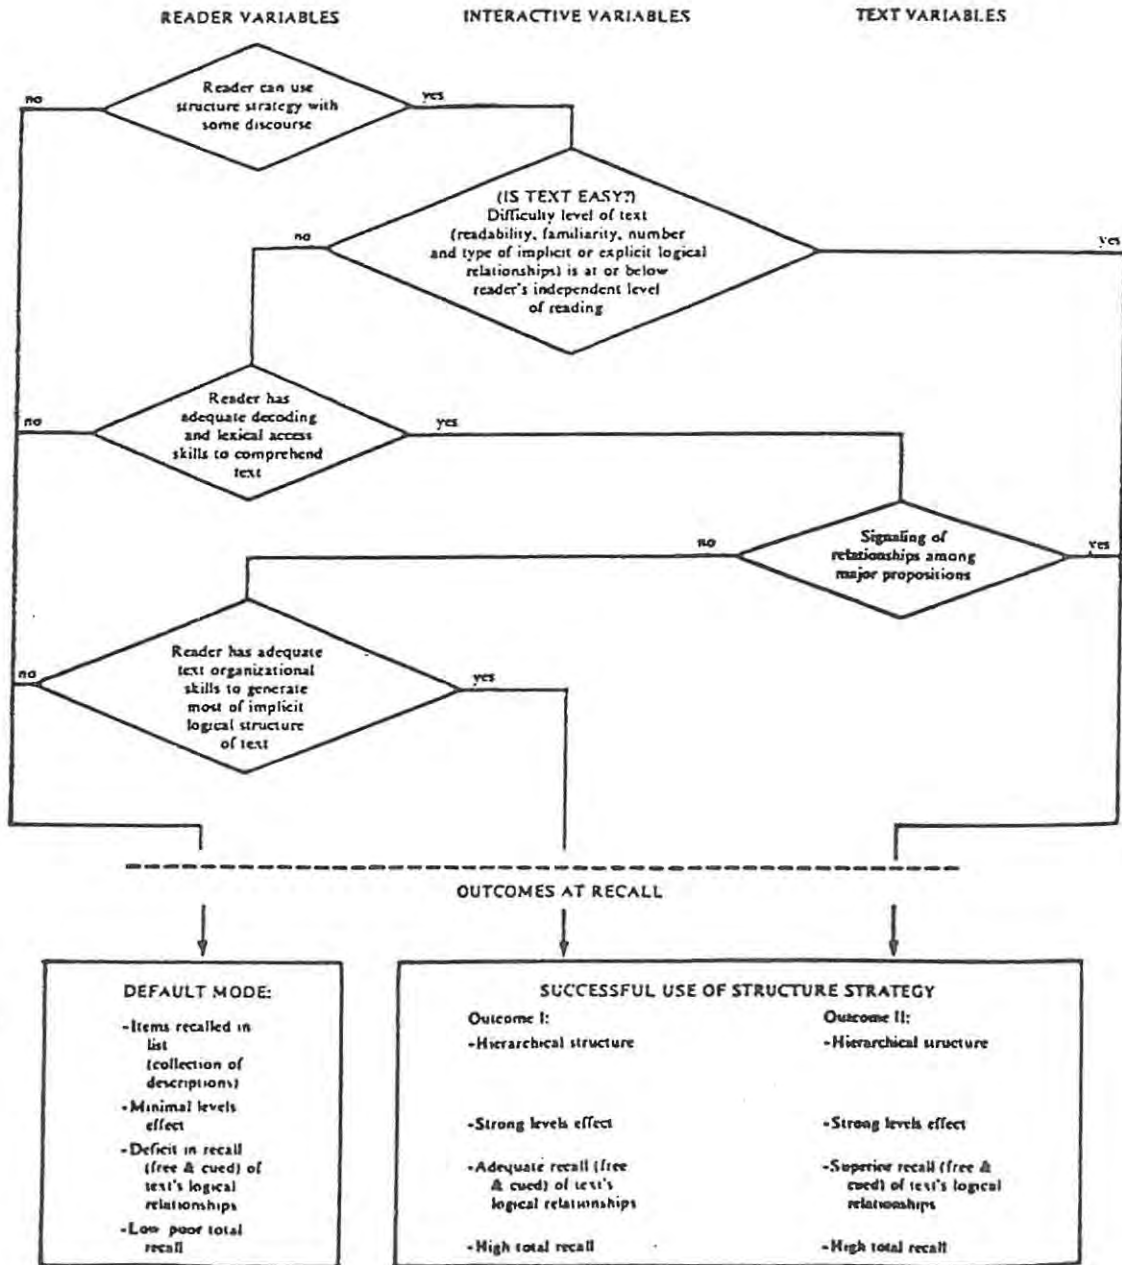 READER VARIABLES
INTERACTIVE VARIABLES
TEXT VARIABLES
no
Reader can use
structure strategy with
some discourse
yes
no
(IS TEXT EASY?)
Difficulty level of text
(readability, familiarity, number
and type of implicit or explicit logical
relationships) is at or below
reader's independent level
of reading
yes
no
Reader has
adequate decoding
and lexical access
skills to comprehend
text
yes
no
Signaling of
relationships among
major propositions
yes
no
Reader has adequate
text organizational
skills to generate
most of implicit
logical structure
of text
yes
OUTCOMES AT RECALL
DEFAULT MODE:
-Items recalled in
list
(collection of
descriptions)
-Minimal levels
effect
-Deficit in recall
(free & cued) of
text's logical
relationships
-Low poor total
recall
SUCCESSFUL USE OF STRUCTURE STRATEGY
Outcome I:
-Hierarchical structure
-Strong levels effect
-Adequate recall (free
& cued) of text's
logical relationships
-High total recall
Outcome II:
-Hierarchical structure
-Strong levels effect
-Superior recall (free &
cued) of text's logical
relationships
-High total recall